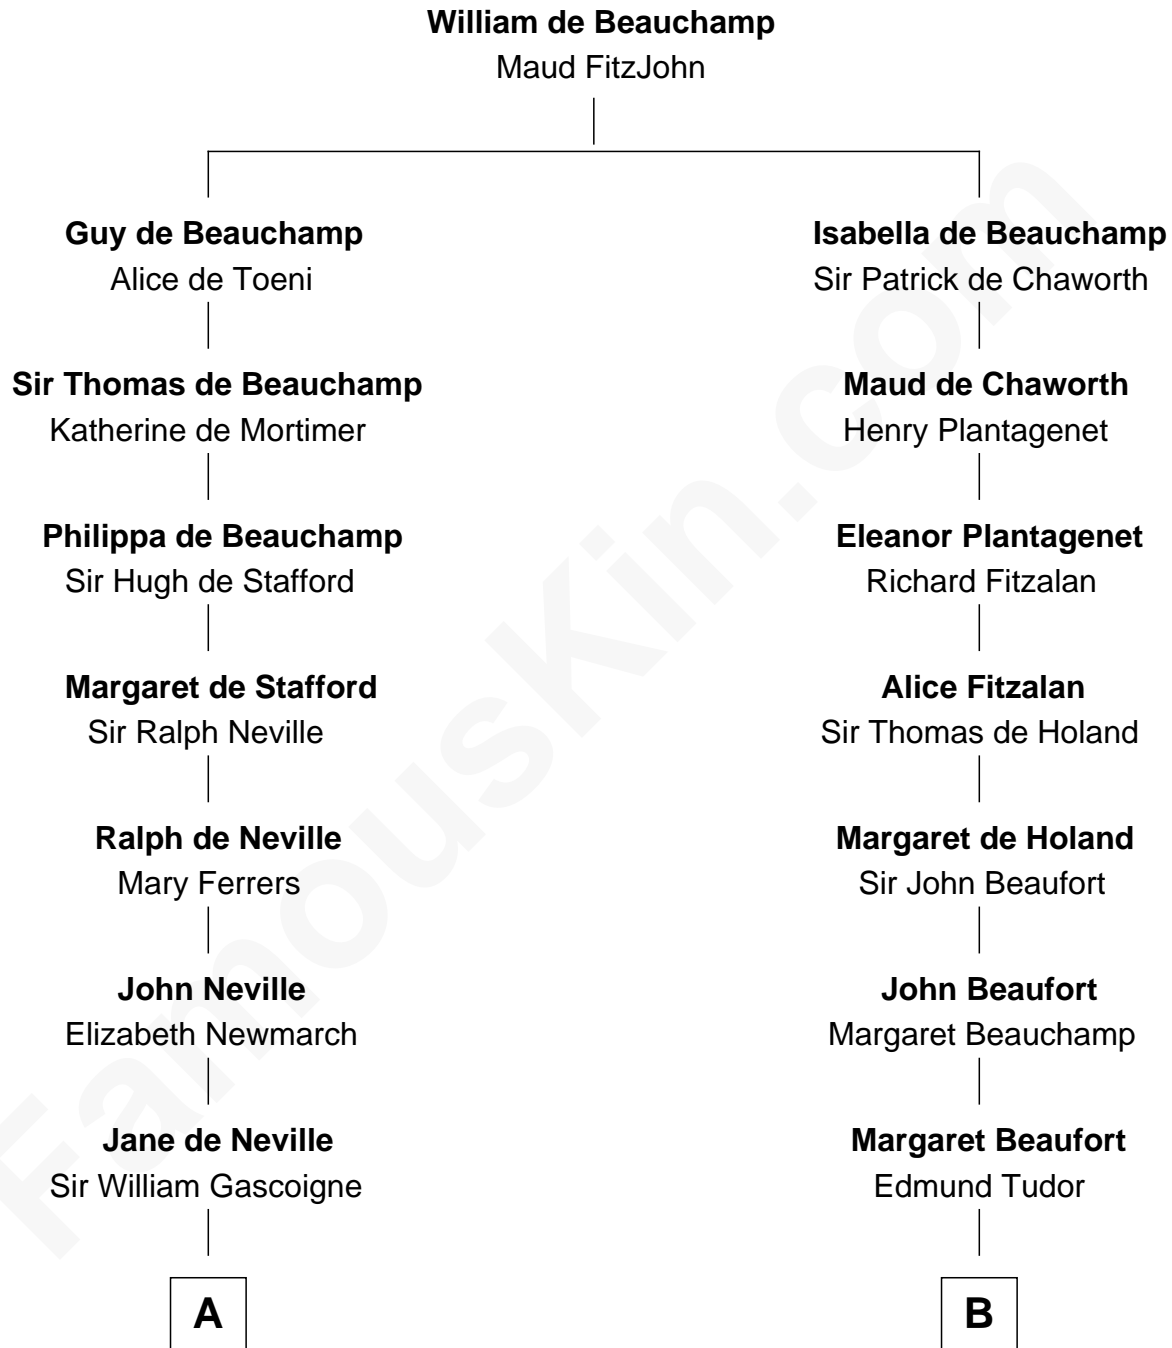 William de Beauchamp
Maud FitzJohn
Guy de Beauchamp
Alice de Toeni
Isabella de Beauchamp
Sir Patrick de Chaworth
Sir Thomas de Beauchamp
Katherine de Mortimer
Maud de Chaworth
Henry Plantagenet
Philippa de Beauchamp
Sir Hugh de Stafford
Eleanor Plantagenet
Richard Fitzalan
Margaret de Stafford
Sir Ralph Neville
Alice Fitzalan
Sir Thomas de Holand
Ralph de Neville
Mary Ferrers
Margaret de Holand
Sir John Beaufort
John Neville
Elizabeth Newmarch
John Beaufort
Margaret Beauchamp
Jane de Neville
Sir William Gascoigne
Margaret Beaufort
Edmund Tudor
A
B
FamousKin.com